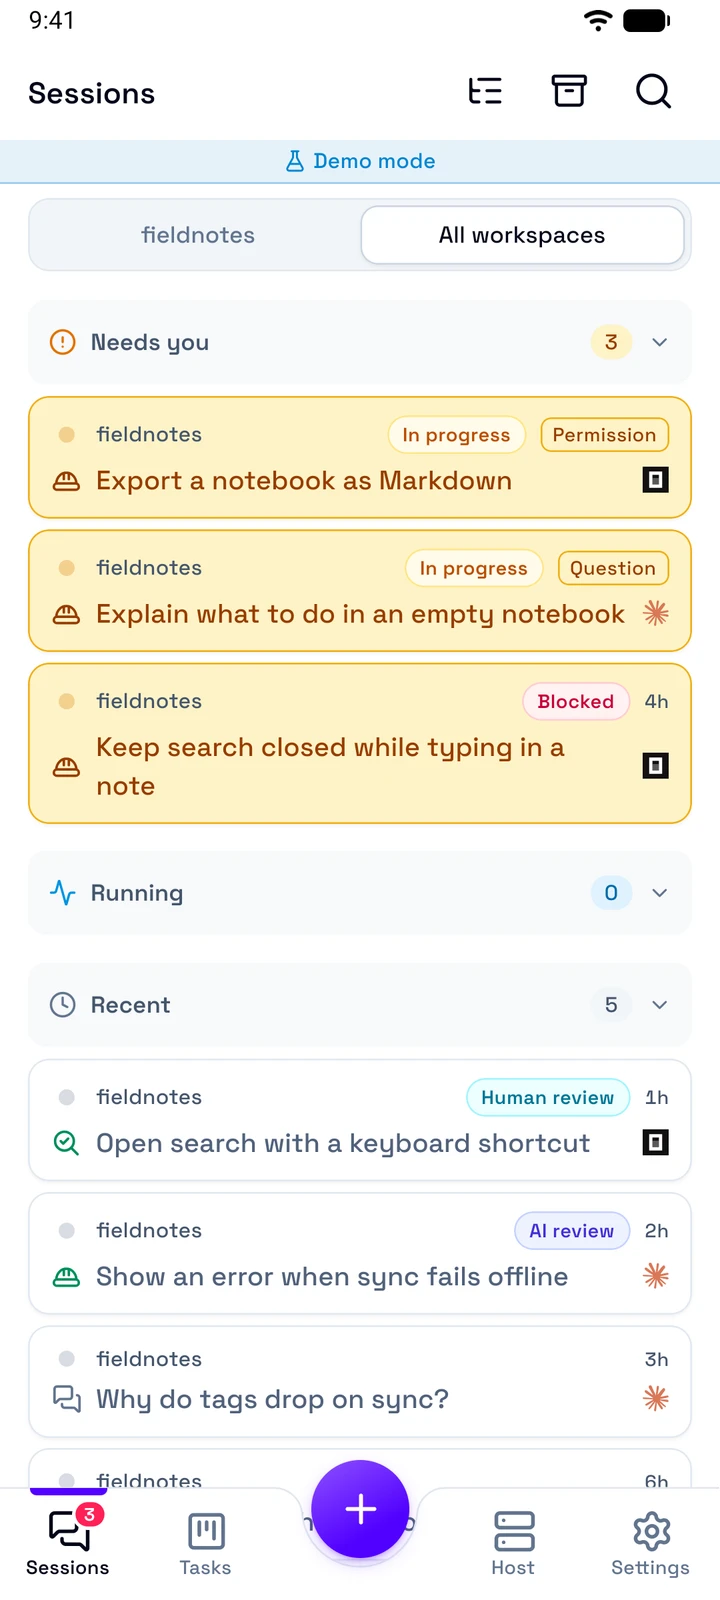 9:41
Sessions
Demo mode
fieldnotes
All workspaces
Needs you
3
fieldnotes
In progress
Permission
Export a notebook as Markdown
fieldnotes
In progress
Question
Explain what to do in an empty notebook
fieldnotes
Blocked
4h
Keep search closed while typing in a
note
Running
0
Recent
5
fieldnotes
Human review
1h
Open search with a keyboard shortcut
fieldnotes
AI review
2h
Show an error when sync fails offline
fieldnotes
3h
Why do tags drop on sync?
fieldnotes
6h
3
Sessions
Tasks
Host
Settings